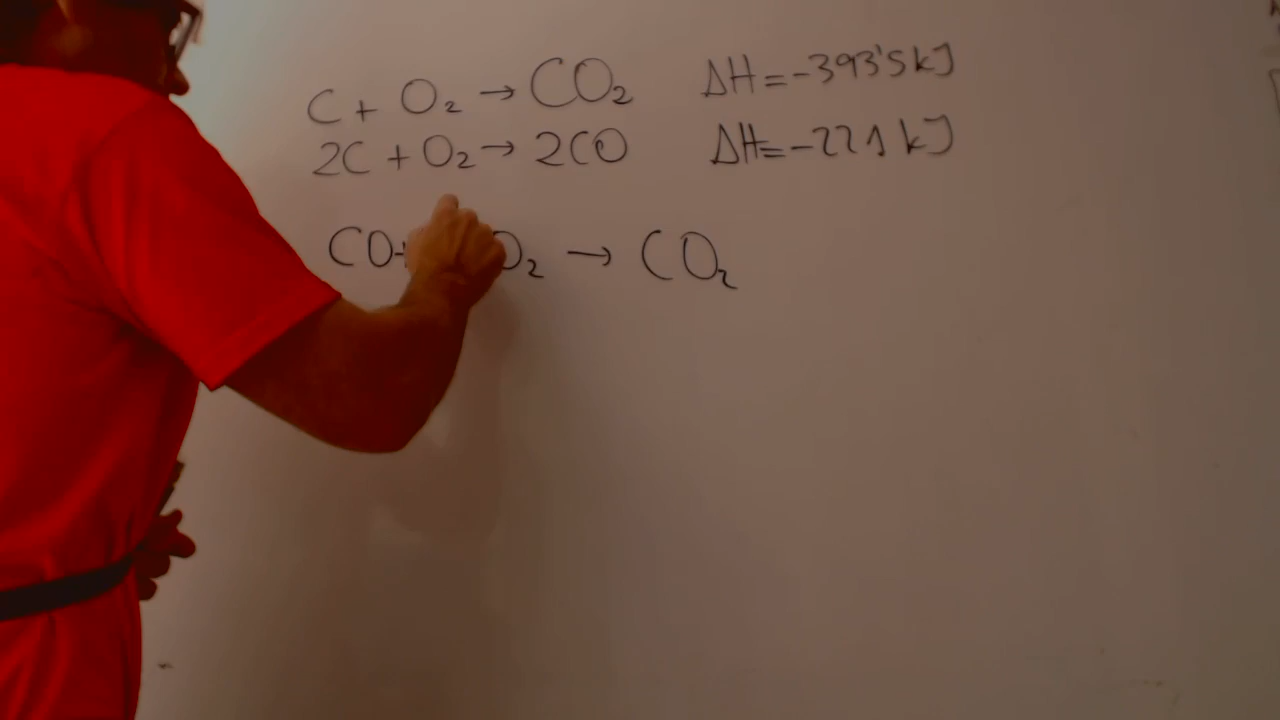 C + O₂ → CO₂ ΔH = -393'5 kJ
2C + O₂ → 2CO ΔH = -221 kJ
CO+ O₂ → CO₂